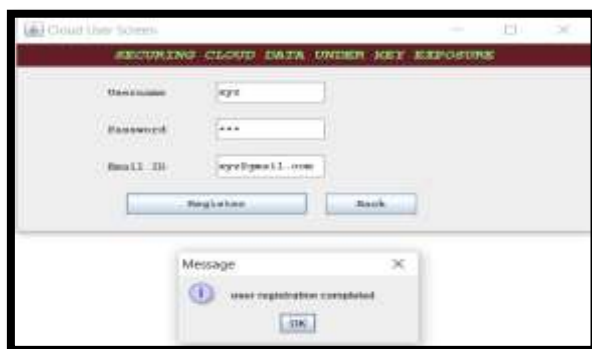 Cloud User Screen
SECURING CLOUD DATA UNDER KEY EXPOSURE
Username xyz
Password ***
Email ID xyz@gmail.com
Register Back
Message
user registration completed
OK